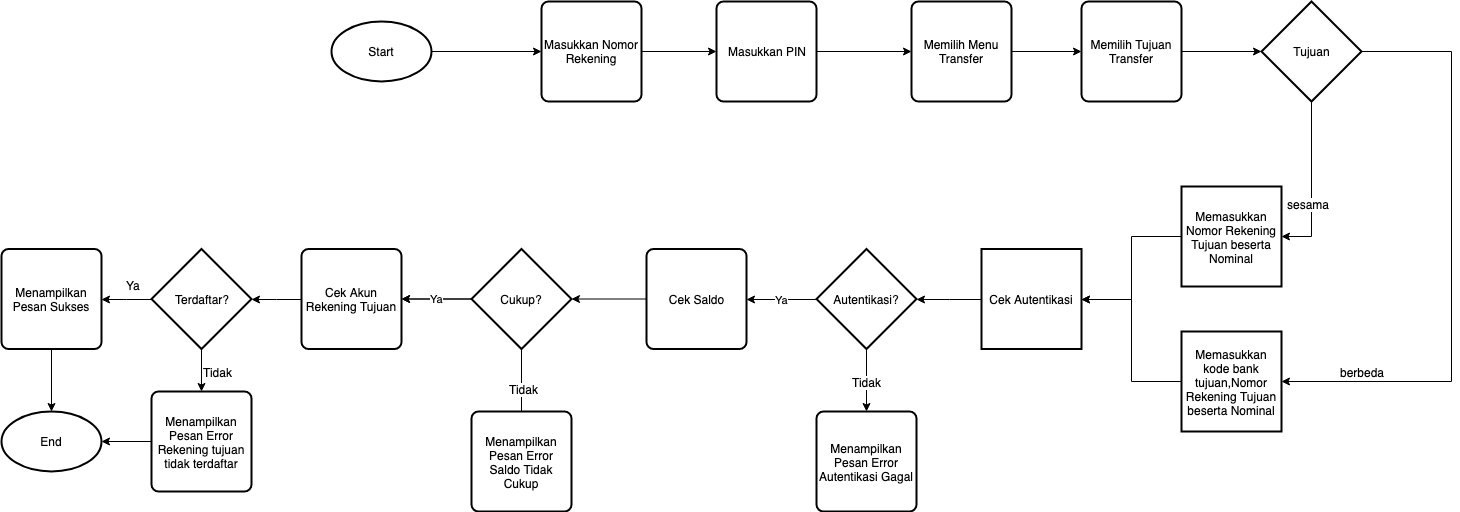 Start
Masukkan Nomor
Rekening
Masukkan PIN
Memilih Menu
Transfer
Memilih Tujuan
Transfer
Tujuan
sesama
Memasukkan
Nomor Rekening
Tujuan beserta
Nominal
berbeda
Memasukkan
kode bank
tujuan,Nomor
Rekening Tujuan
beserta Nominal
Cek Autentikasi
Autentikasi?
Tidak
Menampilkan
Pesan Error
Autentikasi Gagal
Ya
Cek Saldo
Cukup?
Tidak
Menampilkan
Pesan Error
Saldo Tidak
Cukup
Ya
Cek Akun
Rekening Tujuan
Terdaftar?
Tidak
Menampilkan
Pesan Error
Rekening tujuan
tidak terdaftar
Ya
Menampilkan
Pesan Sukses
End